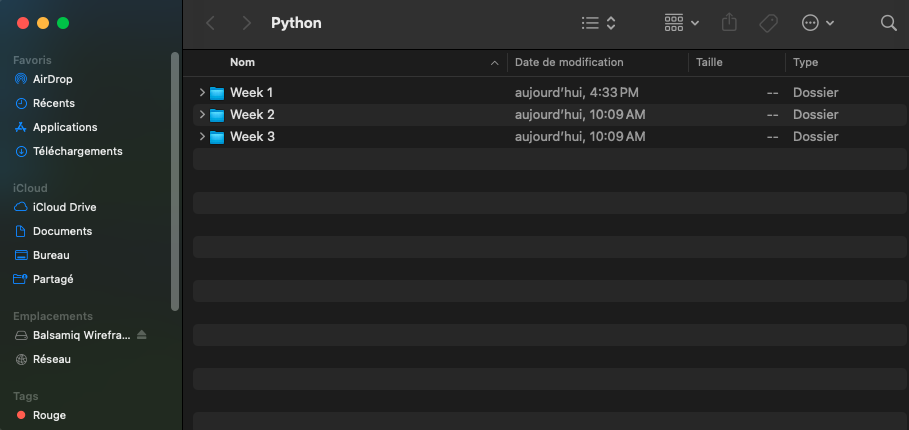 Python
Favoris
AirDrop
Récents
Applications
Téléchargements
iCloud
iCloud Drive
Documents
Bureau
Partagé
Emplacements
Balsamiq Wirefra...
Réseau
Tags
Rouge
Nom Date de modification Taille Type
Week 1 aujourd'hui, 4:33 PM -- Dossier
Week 2 aujourd'hui, 10:09 AM -- Dossier
Week 3 aujourd'hui, 10:09 AM -- Dossier